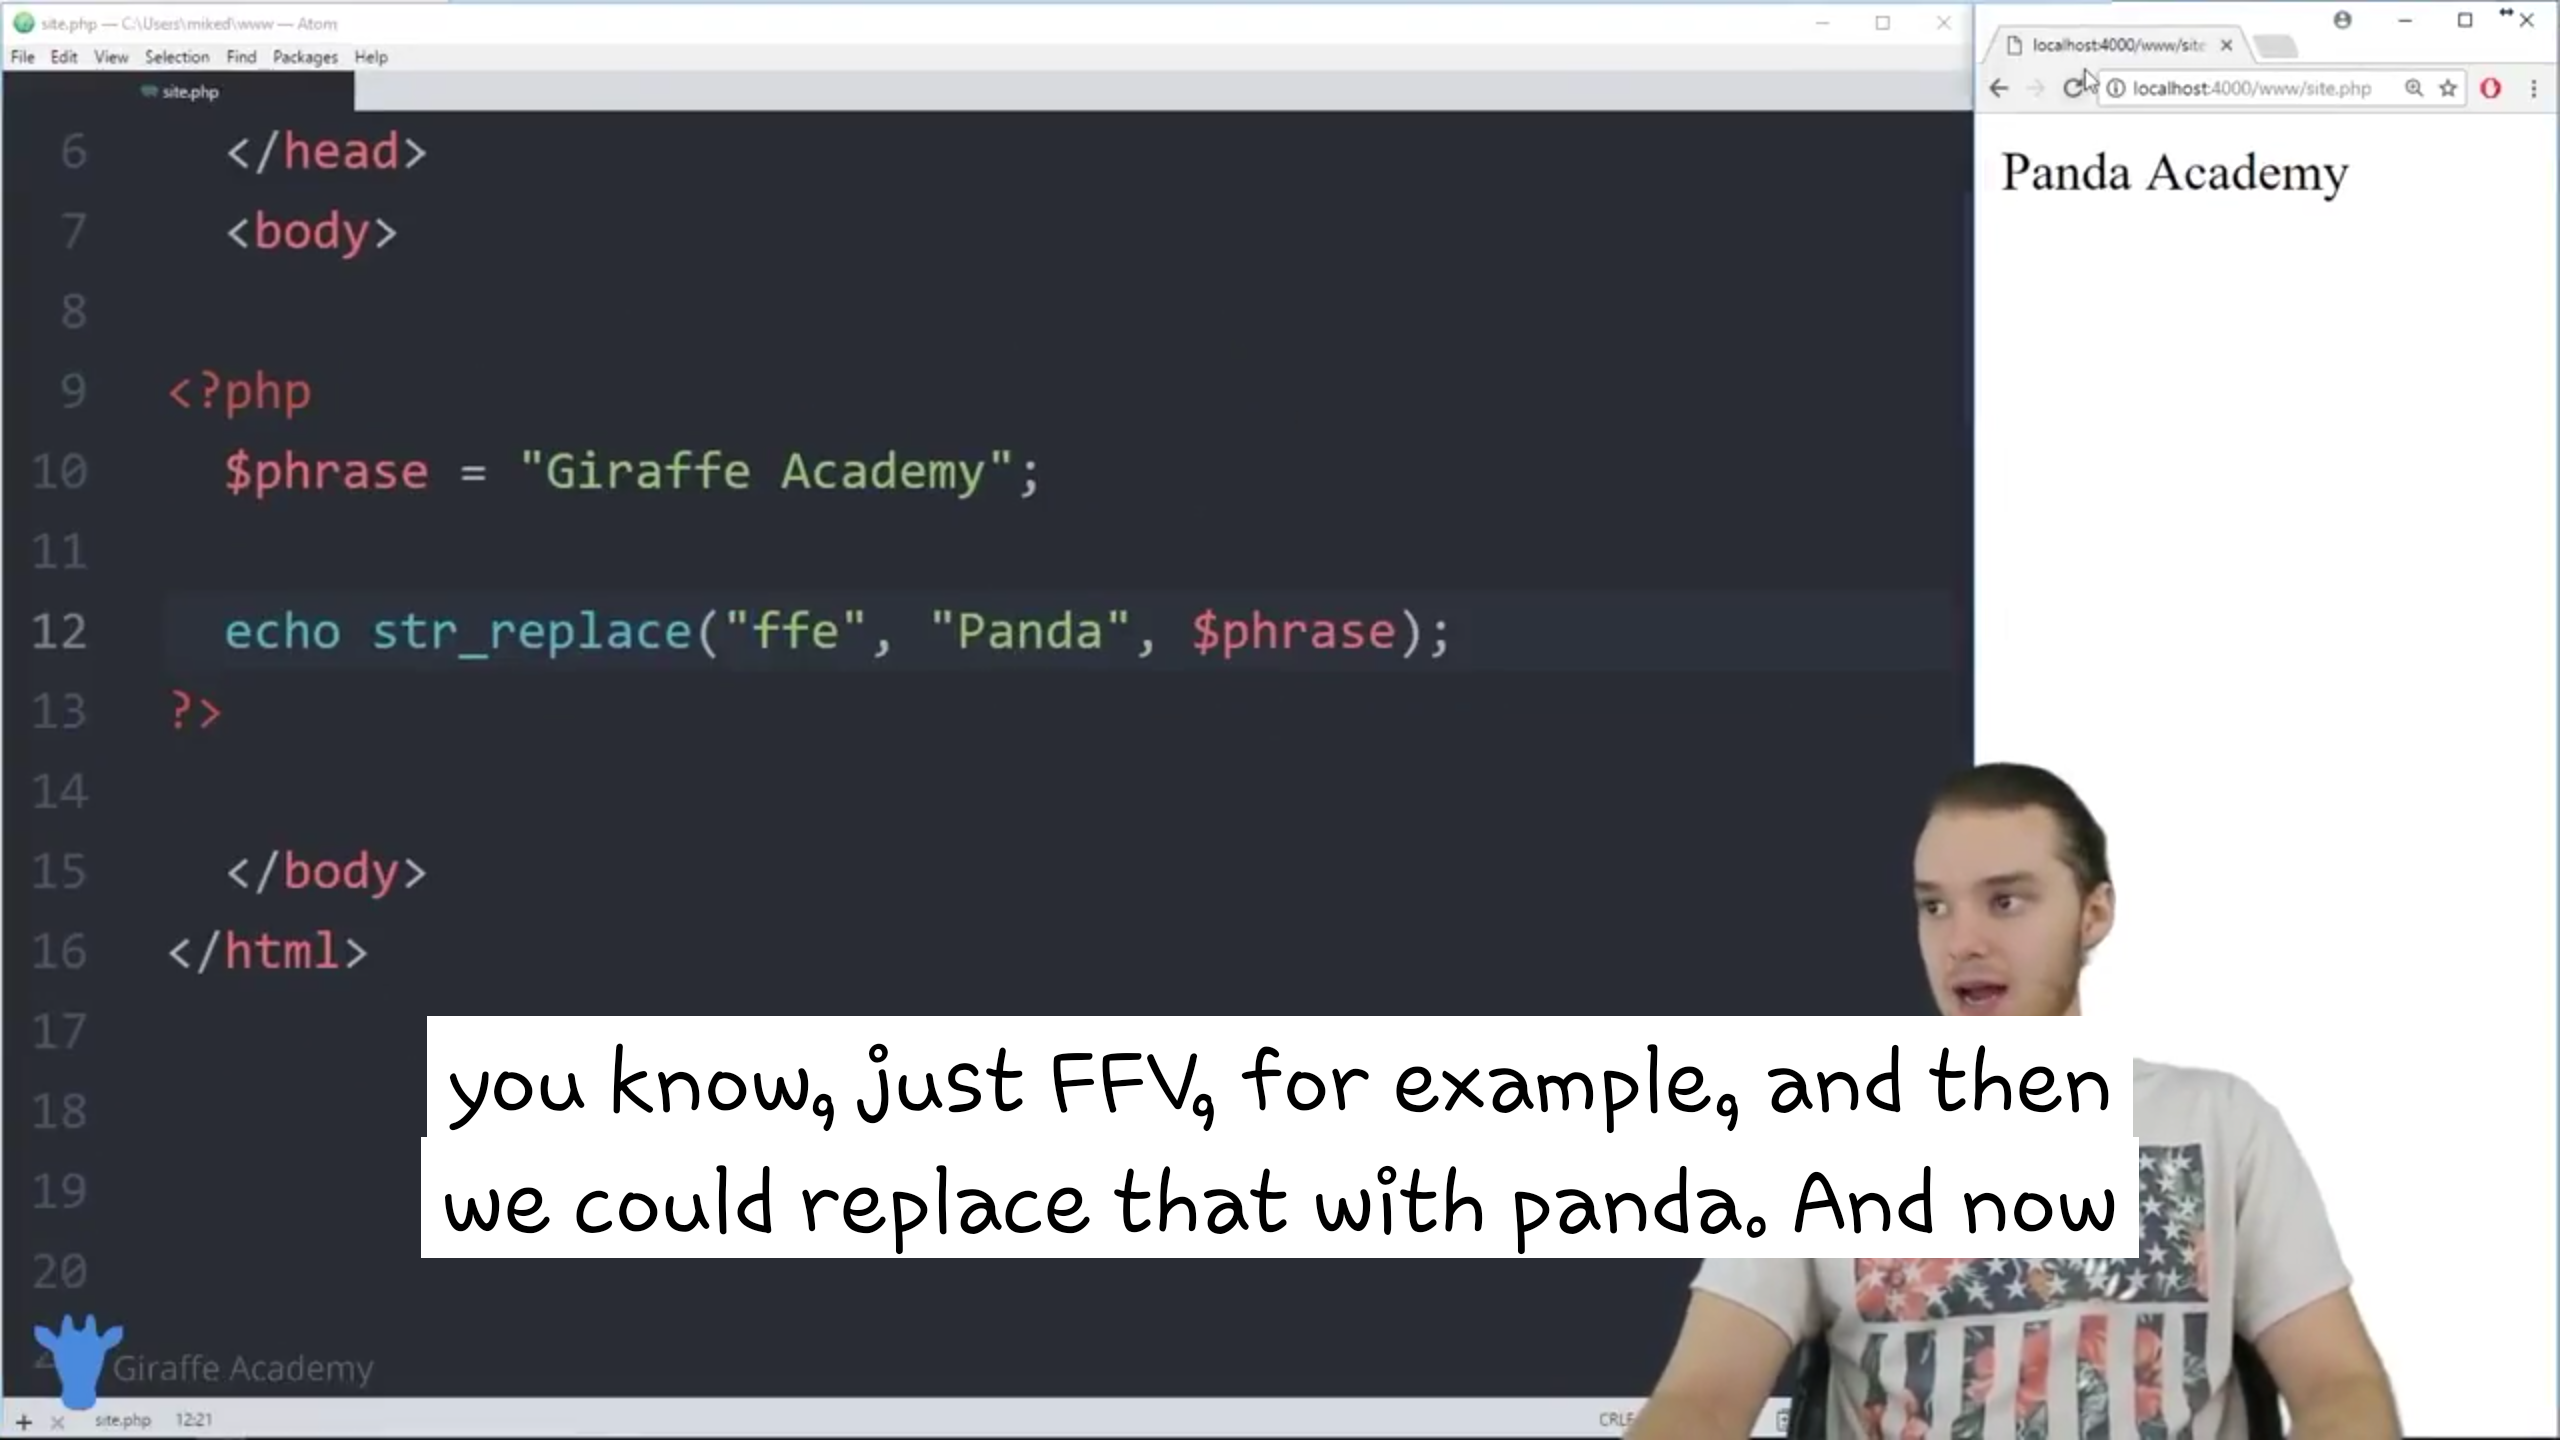 site.php — C:\Users\miked\www — Atom
File Edit View Selection Find Packages Help
site.php
6 </head>
7 <body>
8
9 <?php
10 $phrase = "Giraffe Academy";
11
12 echo str_replace("ffe", "Panda", $phrase);
13 ?>
14
15 </body>
16 </html>
17
18
19
20
Giraffe Academy
site.php 12:21
CRLF
localhost:4000/www/site
localhost:4000/www/site.php
Panda Academy
you know, just FFV, for example, and then
we could replace that with panda. And now